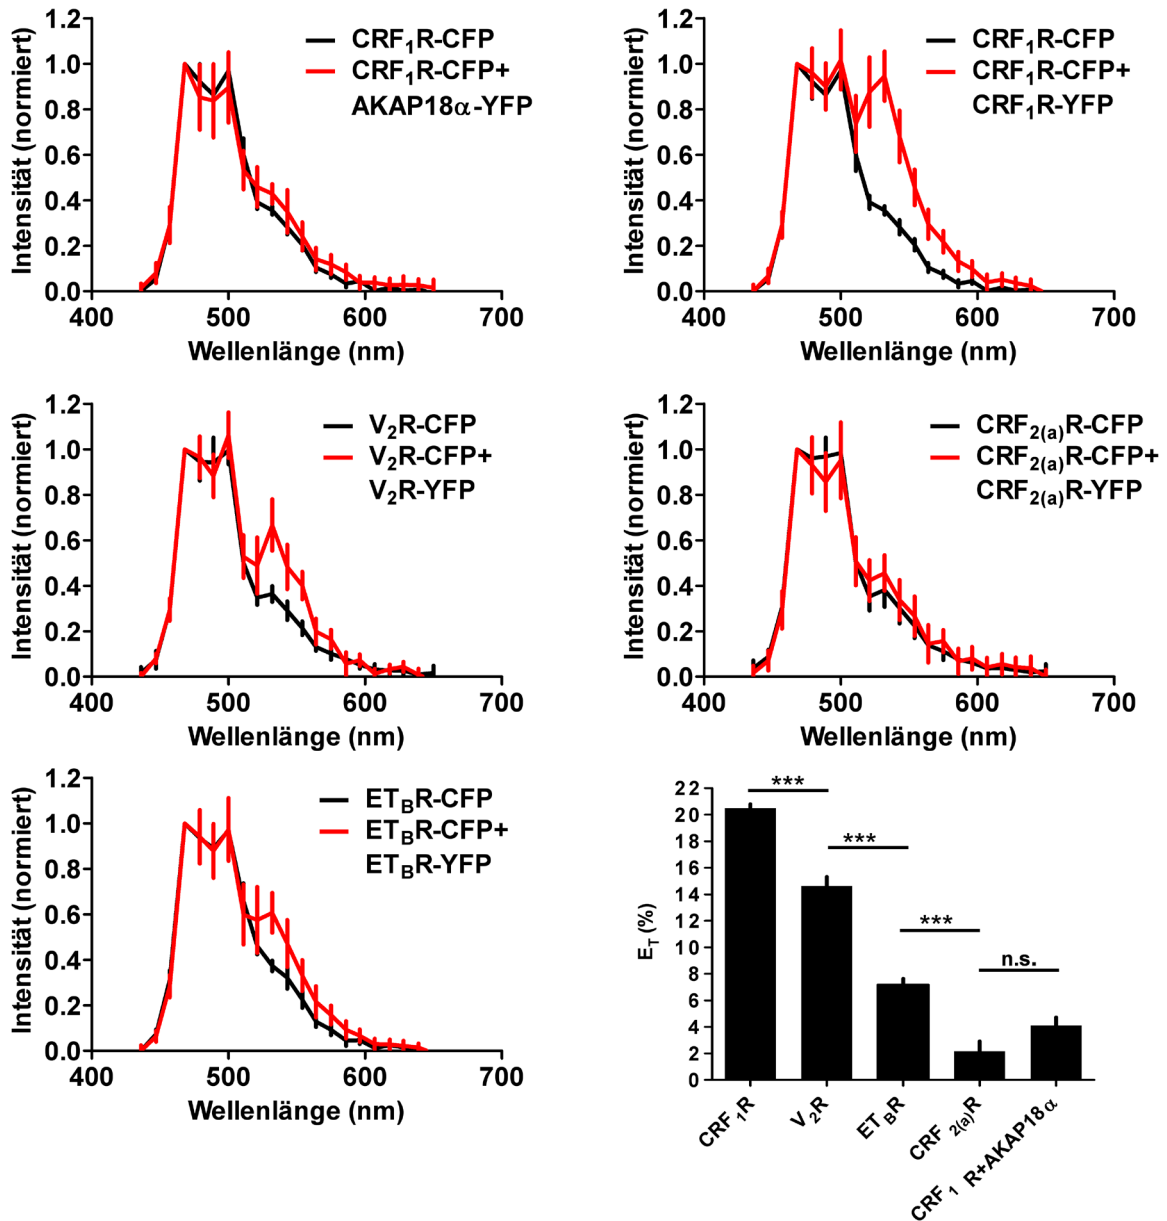 CRF1R-CFP
CRF1R-CFP+
AKAP18α-YFP
Intensität (normiert)
1.2
1.0
0.8
0.6
0.4
0.2
0.0
400 500 600 700
Wellenlänge (nm)
CRF1R-CFP
CRF1R-CFP+
CRF1R-YFP
Intensität (normiert)
1.2
1.0
0.8
0.6
0.4
0.2
0.0
400 500 600 700
Wellenlänge (nm)
V2R-CFP
V2R-CFP+
V2R-YFP
Intensität (normiert)
1.2
1.0
0.8
0.6
0.4
0.2
0.0
400 500 600 700
Wellenlänge (nm)
CRF2(a)R-CFP
CRF2(a)R-CFP+
CRF2(a)R-YFP
Intensität (normiert)
1.2
1.0
0.8
0.6
0.4
0.2
0.0
400 500 600 700
Wellenlänge (nm)
ETBR-CFP
ETBR-CFP+
ETBR-YFP
Intensität (normiert)
1.2
1.0
0.8
0.6
0.4
0.2
0.0
400 500 600 700
Wellenlänge (nm)
***
***
***
n.s.
ET (%)
22
20
18
16
14
12
10
8
6
4
2
0
CRF1R
V2R
ETBR
CRF2(a)R
CRF1 R+AKAP18α